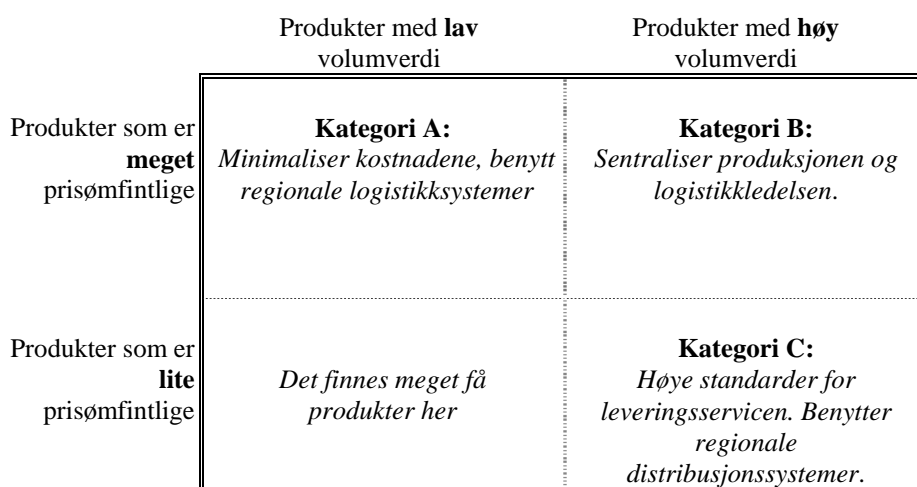 Produkter med lav
volumverdi
Produkter med høy
volumverdi
Produkter som er
meget
prisømfintlige
Kategori A:
Minimaliser kostnadene, benytt
regionale logistikksystemer
Kategori B:
Sentraliser produksjonen og
logistikkledelsen.
Produkter som er
lite
prisømfintlige
Det finnes meget få
produkter her
Kategori C:
Høye standarder for
leveringsservicen. Benytter
regionale
distribusjonssystemer.